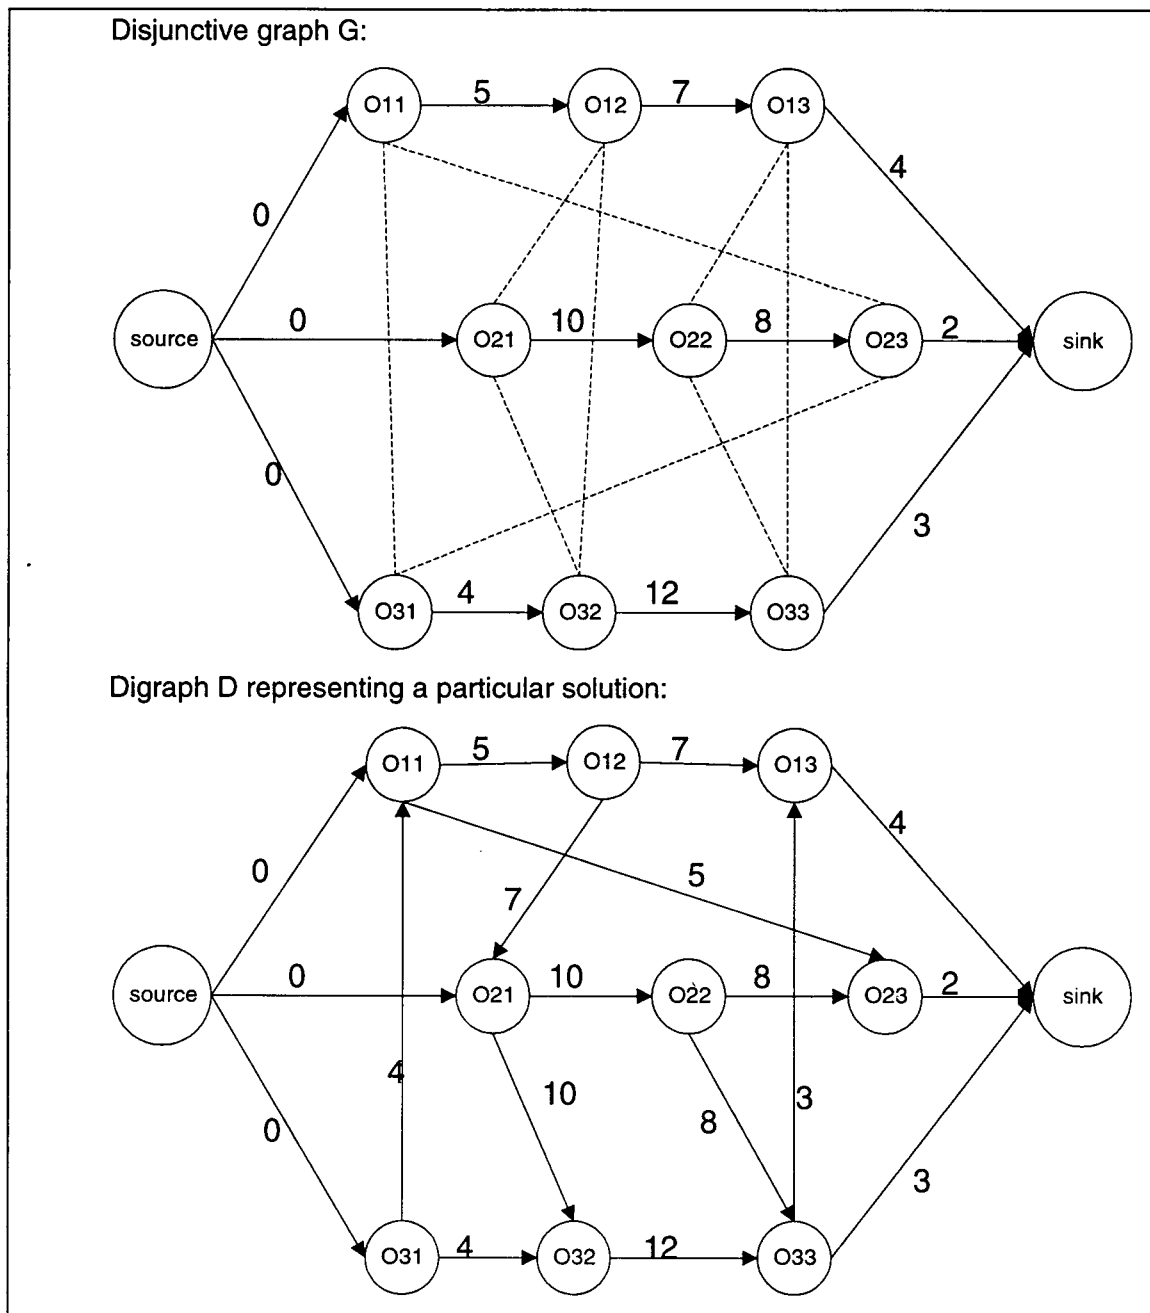 Disjunctive graph G:
O11 5 O12 7 O13
4
0
source 0 O21 10 O22 8 O23 2 sink
0
3
O31 4 O32 12 O33
Digraph D representing a particular solution:
O11 5 O12 7 O13
4
0
5
7
source 0 O21 10 O22 8 O23 2 sink
4
10
3
8
0
3
O31 4 O32 12 O33